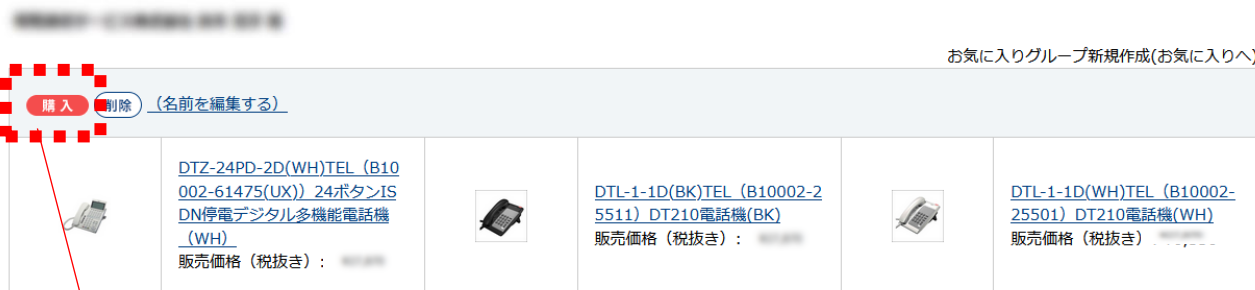 お気に入りグループ新規作成(お気に入りへ)
購入 削除 (名前を編集する)
DTZ-24PD-2D(WH)TEL（B10
002-61475(UX)）24ボタンIS
DN停電デジタル多機能電話機
（WH）
販売価格（税抜き）:
DTL-1-1D(BK)TEL（B10002-2
5511）DT210電話機(BK)
販売価格（税抜き）:
DTL-1-1D(WH)TEL（B10002-
25501）DT210電話機(WH)
販売価格（税抜き）